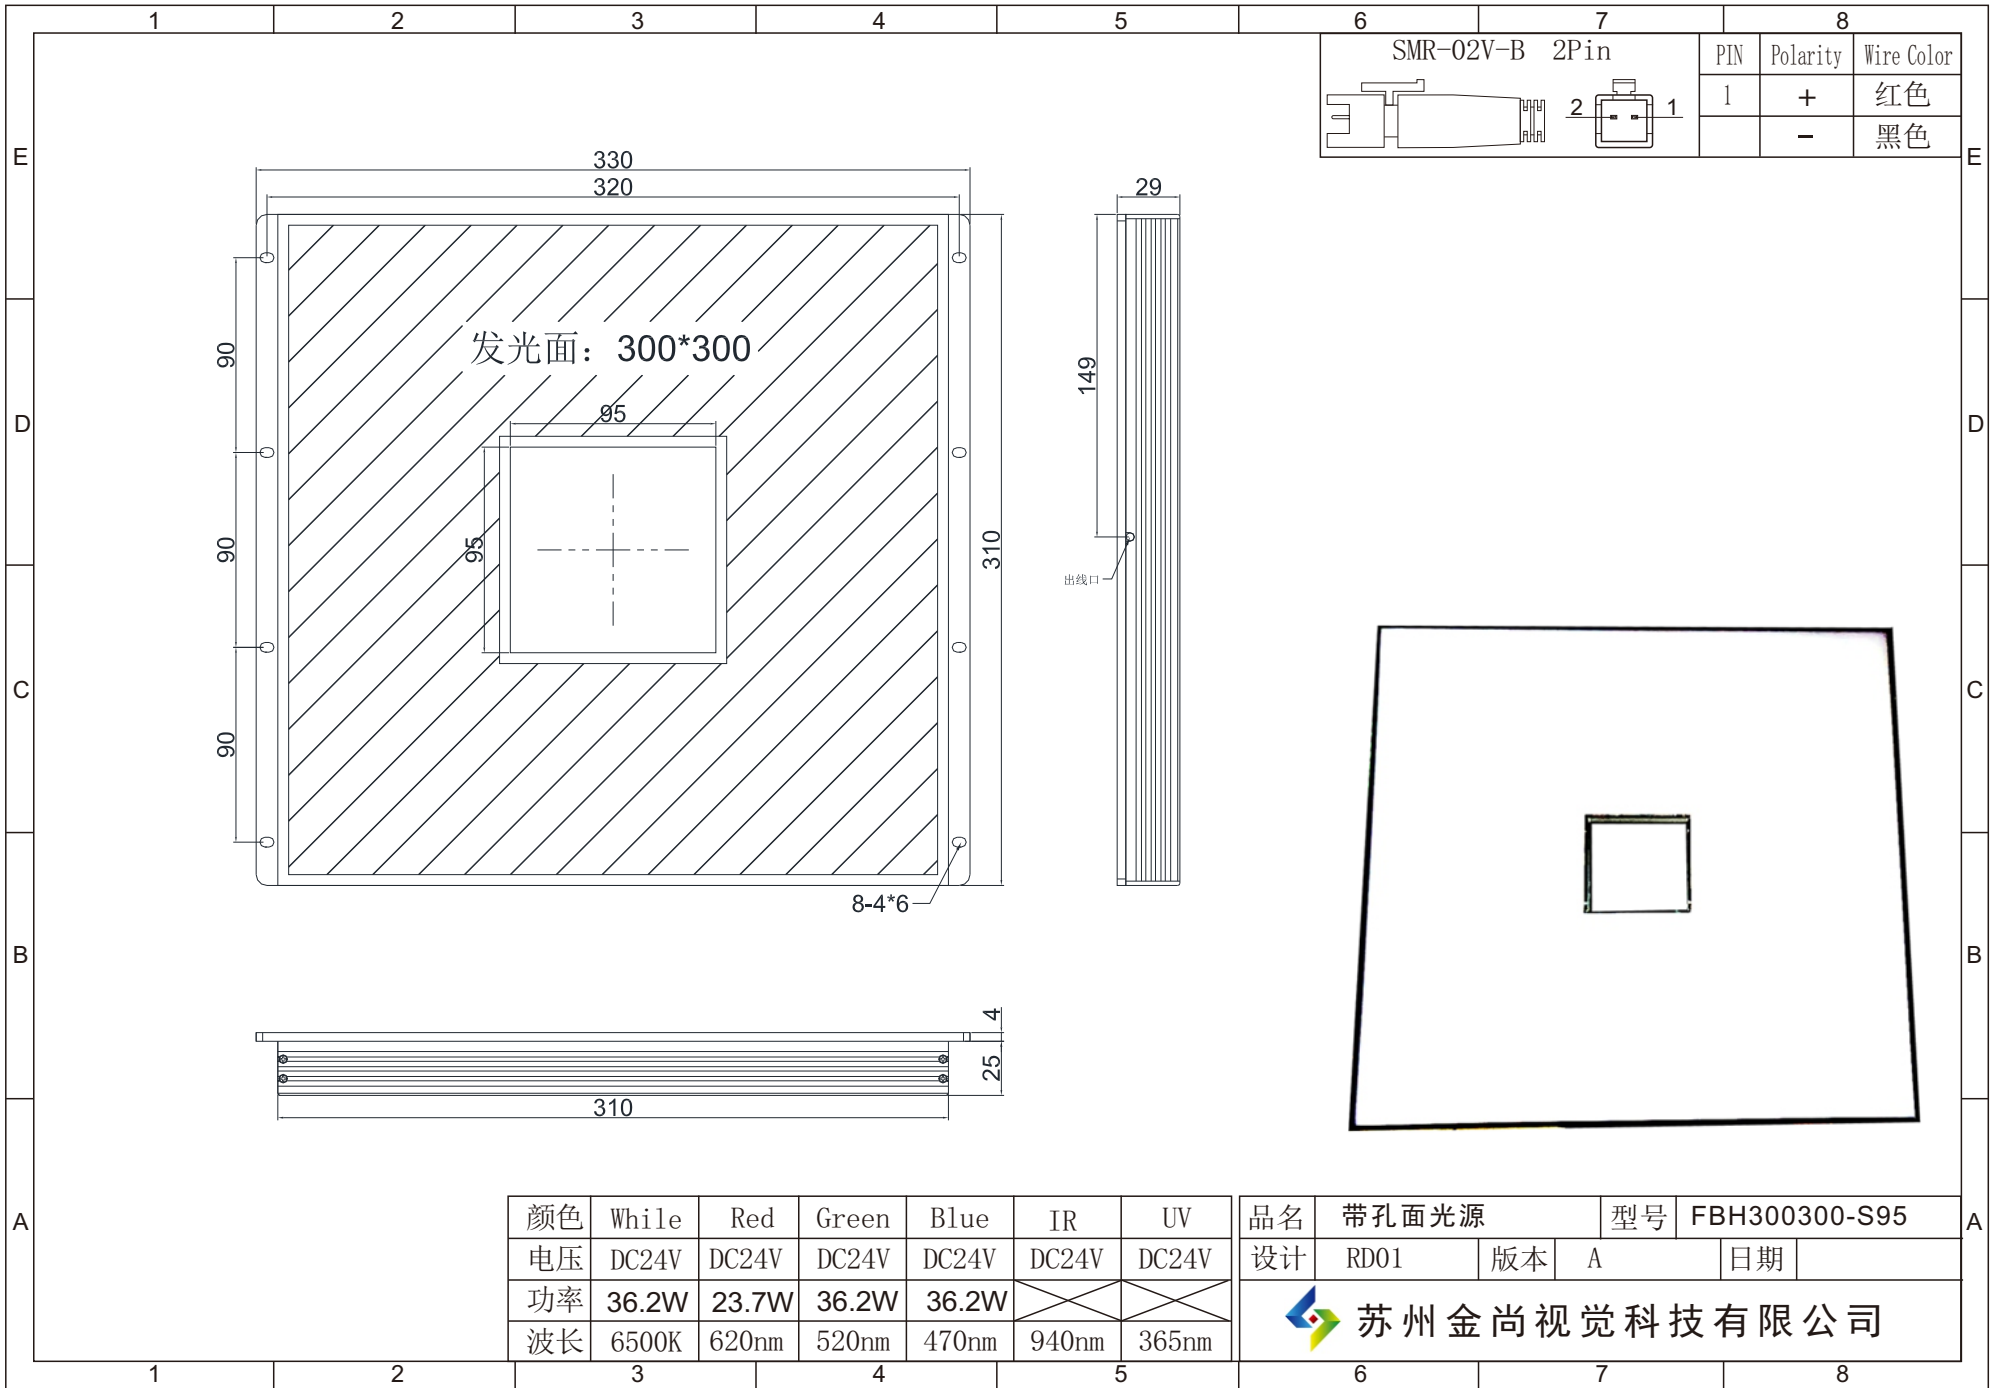 1 2 3 4 5 6 7 8
SMR-02V-B 2Pin
PIN Polarity Wire Color
1 + 红色
- 黑色
2 1
E E
330
320
29
90
发光面：300*300
149
D D
95
90
95
310
出线口
C C
90
8-4*6
B B
4
25
310
颜色 While Red Green Blue IR UV
电压 DC24V DC24V DC24V DC24V DC24V DC24V
功率 36.2W 23.7W 36.2W 36.2W
波长 6500K 620nm 520nm 470nm 940nm 365nm
品名 带孔面光源 型号 FBH300300-S95
设计 RD01 版本 A 日期
苏州金尚视觉科技有限公司
A A
1 2 3 4 5 6 7 8